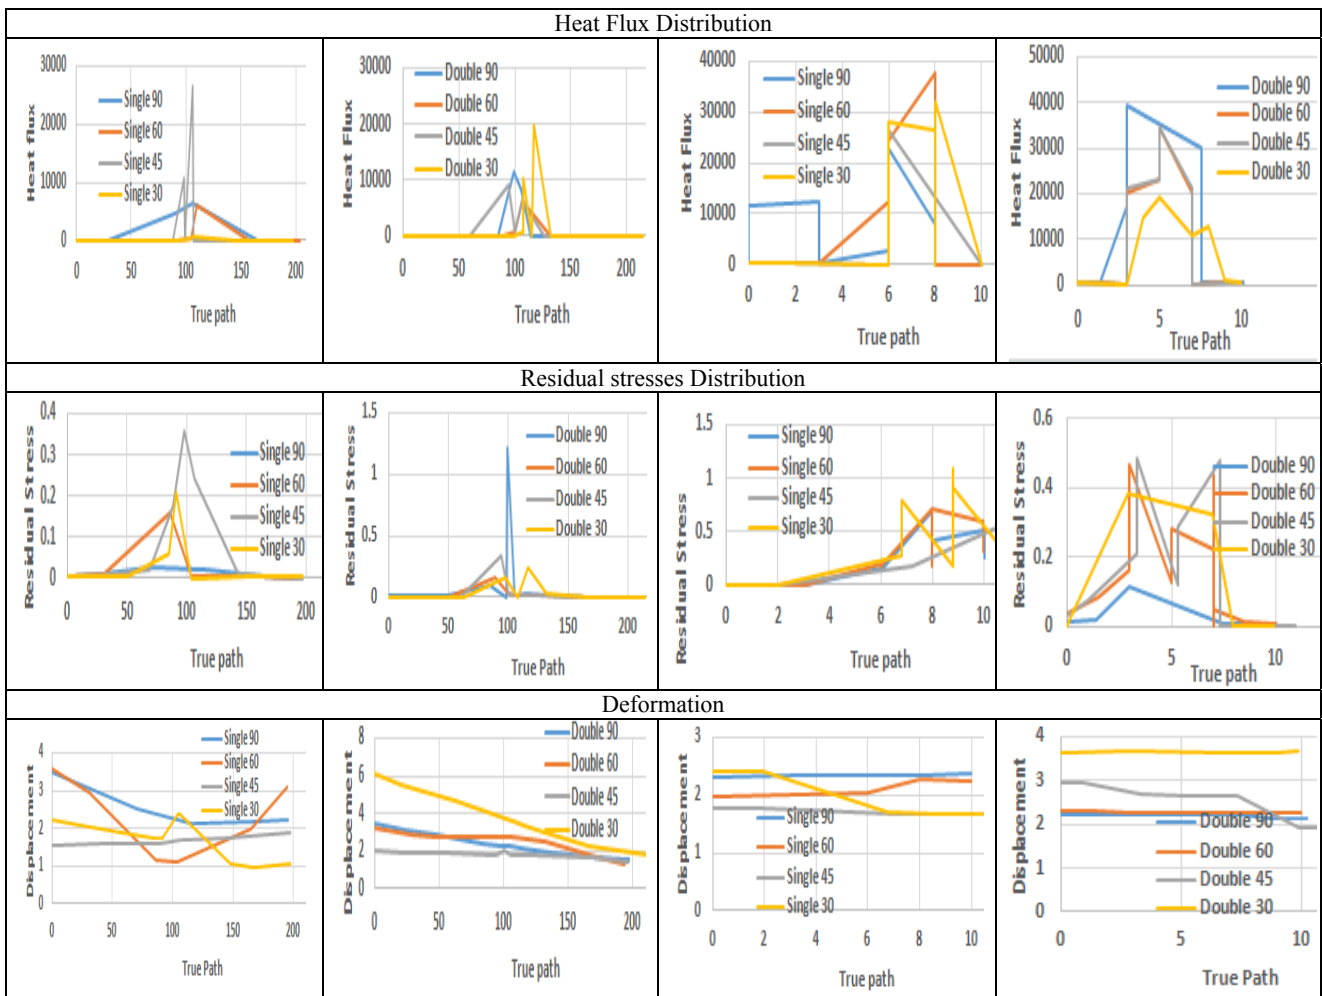 Heat Flux Distribution
Heat flux
30000
20000
10000
0
Single 90
Single 60
Single 45
Single 30
0 50 100 150 200
True path
Heat Flux
30000
20000
10000
0
Double 90
Double 60
Double 45
Double 30
0 50 100 150 200
True Path
Heat Flux
40000
30000
20000
10000
0
Single 90
Single 60
Single 45
Single 30
0 2 4 6 8 10
True path
Heat Flux
50000
40000
30000
20000
10000
0
Double 90
Double 60
Double 45
Double 30
0 5 10
True Path
Residual stresses Distribution
Residual Stress
0.4
0.3
0.2
0.1
0
Single 90
Single 60
Single 45
Single 30
0 50 100 150 200
True path
Residual Stress
1.5
1
0.5
0
Double 90
Double 60
Double 45
Double 30
0 50 100 150 200
True Path
Residual Stress
1.5
1
0.5
0
Single 90
Single 60
Single 45
Single 30
0 2 4 6 8 10
True path
Residual Stress
0.6
0.4
0.2
0
Double 90
Double 60
Double 45
Double 30
0 5 10
True path
Deformation
Displacement
4
3
2
1
0
Single 90
Single 60
Single 45
Single 30
0 50 100 150 200
True Path
Displacement
8
6
4
2
0
Double 90
Double 60
Double 45
Double 30
0 50 100 150 200
True path
Displacement
3
2
1
0
Single 90
Single 60
Single 45
Single 30
0 2 4 6 8 10
True path
Displacement
4
3
2
1
0
Double 90
Double 60
Double 45
Double 30
0 5 10
True Path